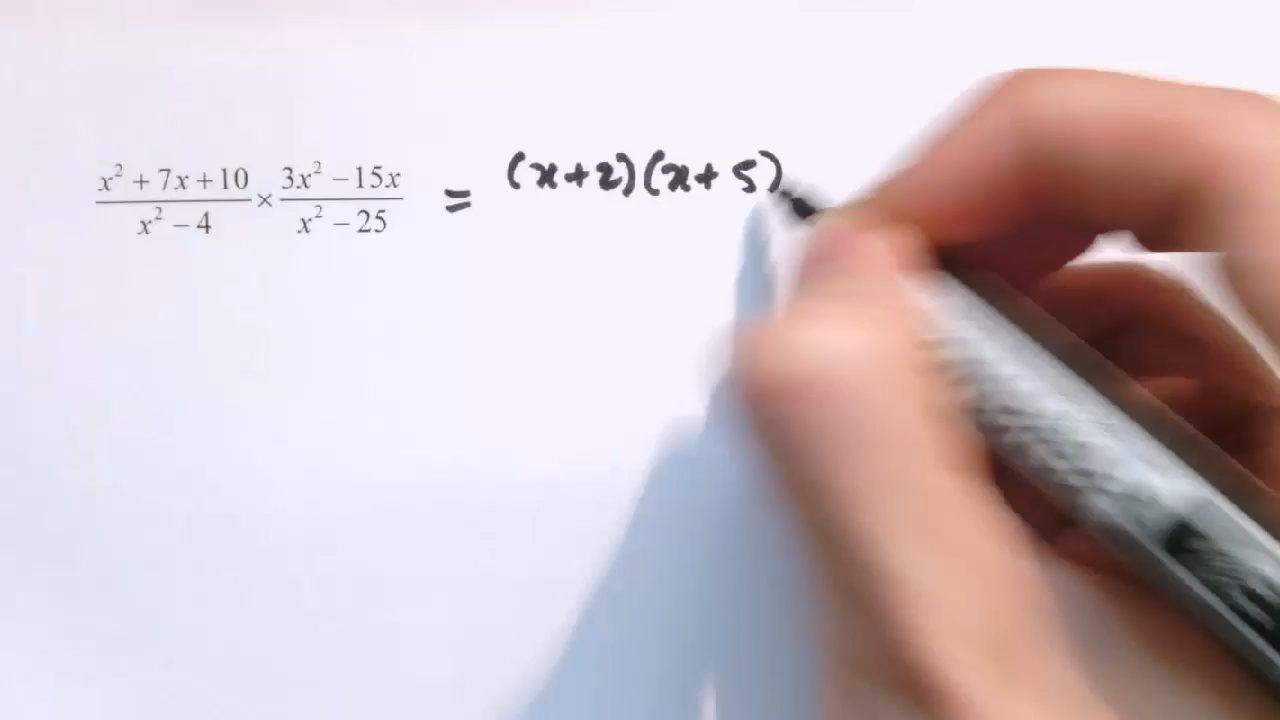 x² + 7x + 10 / x² − 4 × 3x² − 15x / x² − 25 = (x+2)(x+5)